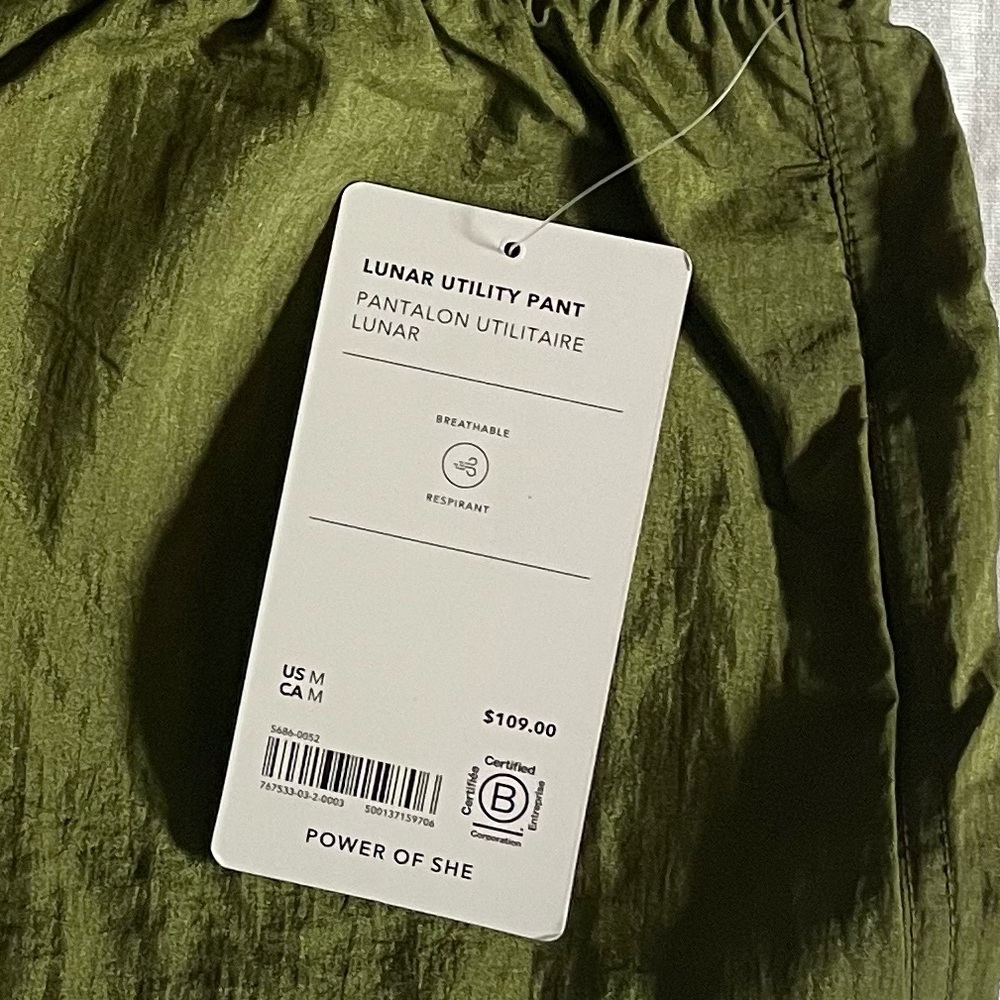 LUNAR UTILITY PANT
PANTALON UTILITAIRE
LUNAR
BREATHABLE
RESPIRANT
US M
CA M
$109.00
5686-0052
767533-03-2-0003 500137159706
Certified
Certifiée
B
Entreprise
Corporation
POWER OF SHE